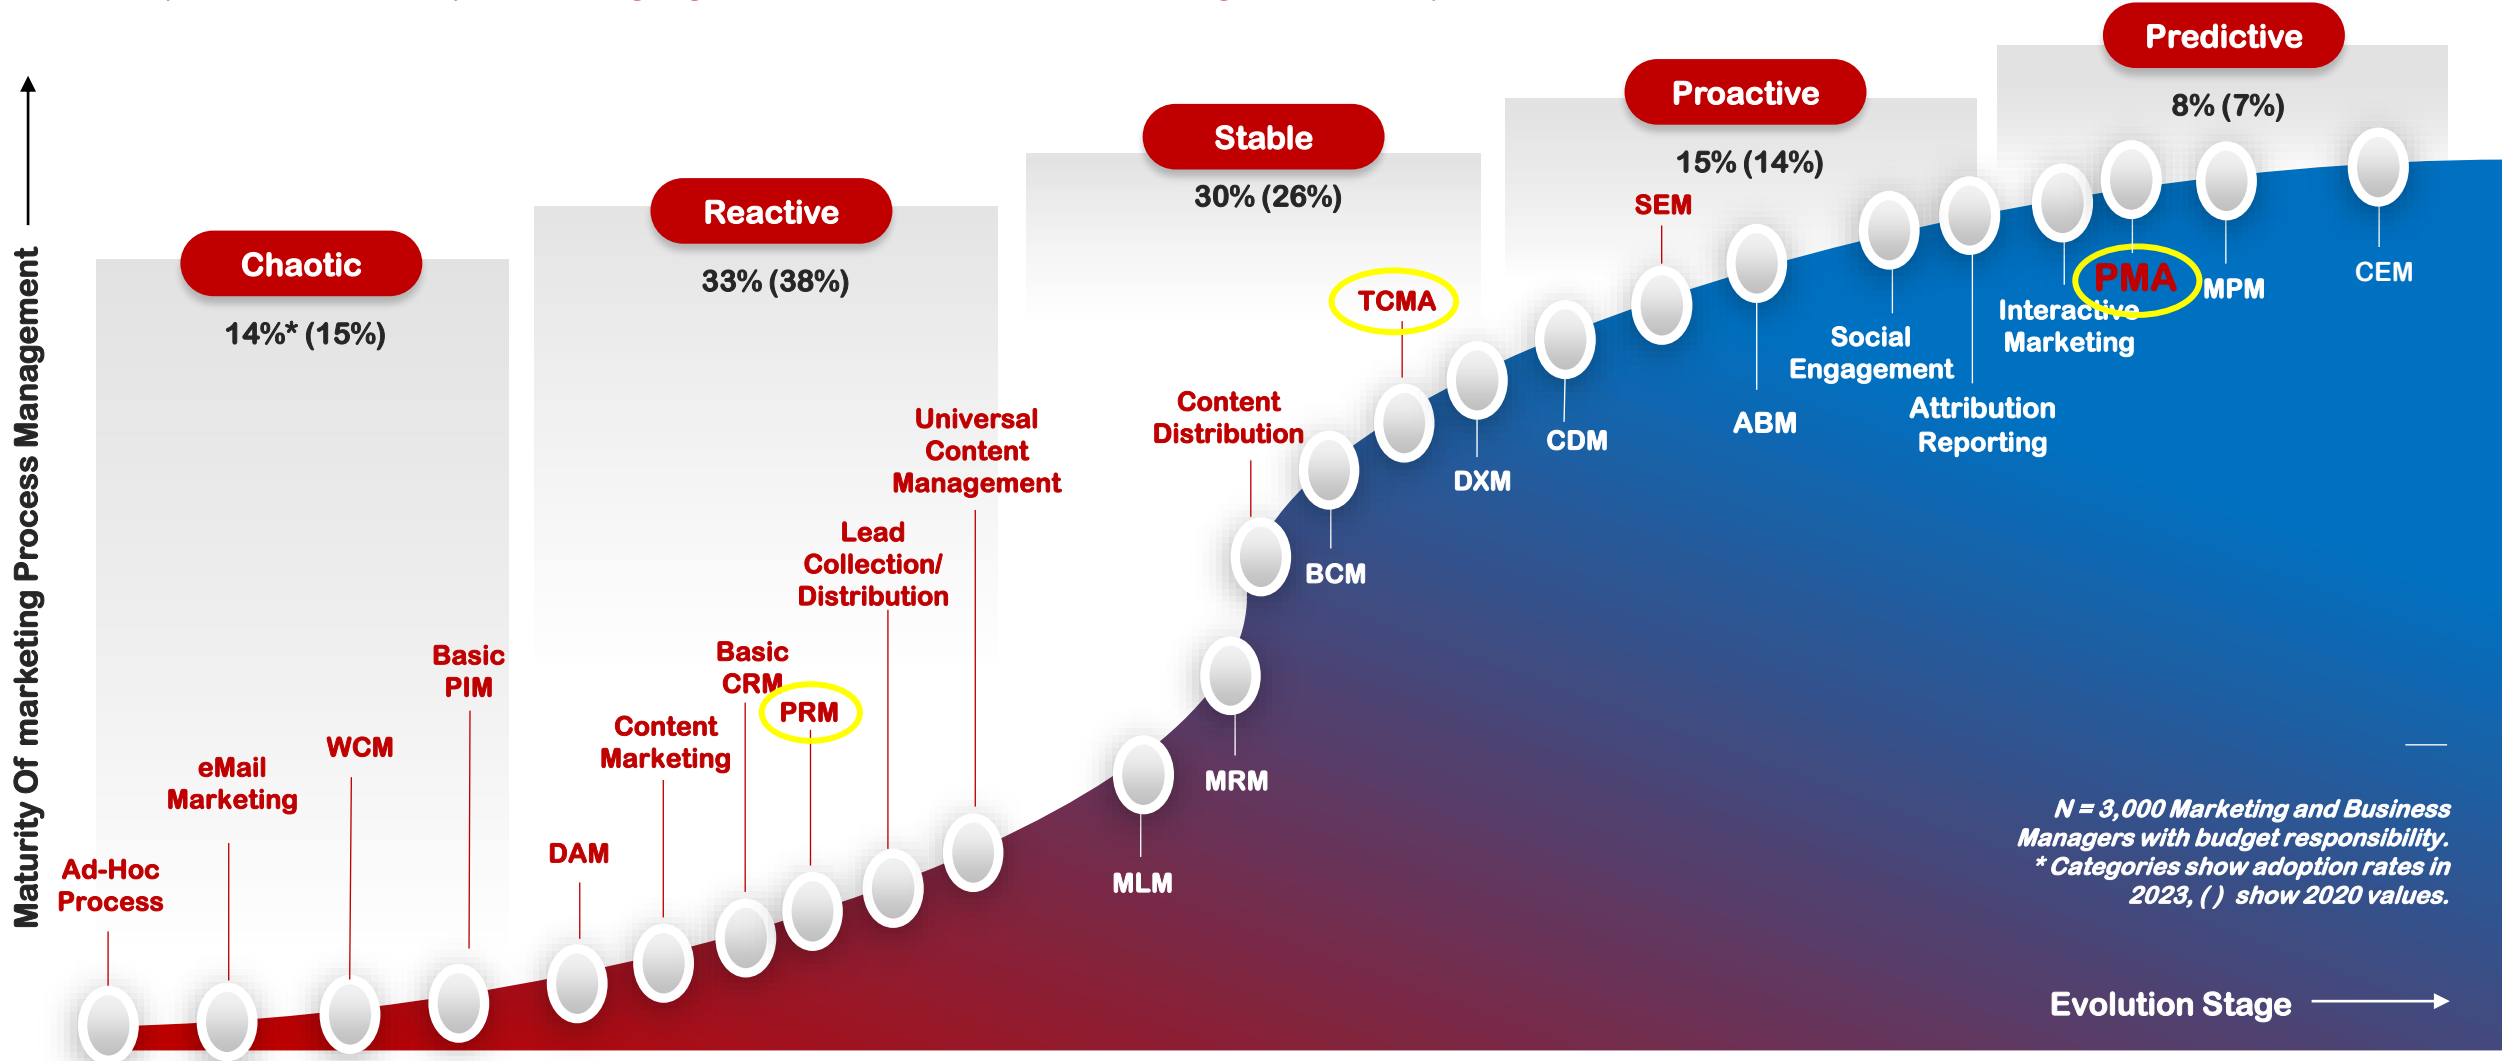 Predictive
8% (7%)
Proactive
15% (14%)
Stable
30% (26%)
Reactive
33% (38%)
Chaotic
14%* (15%)
Maturity Of marketing Process Management
Ad-Hoc
Process
eMail
Marketing
WCM
Basic
PIM
DAM
Content
Marketing
Basic
CRM
PRM
Lead
Collection/
Distribution
Universal
Content
Management
MLM
MRM
Content
Distribution
BCM
TCMA
DXM
CDM
SEM
ABM
Social
Engagement
Attribution
Reporting
Interactive
Marketing
PMA
MPM
CEM
N = 3,000 Marketing and Business
Managers with budget responsibility.
* Categories show adoption rates in
2023, ( ) show 2020 values.
Evolution Stage